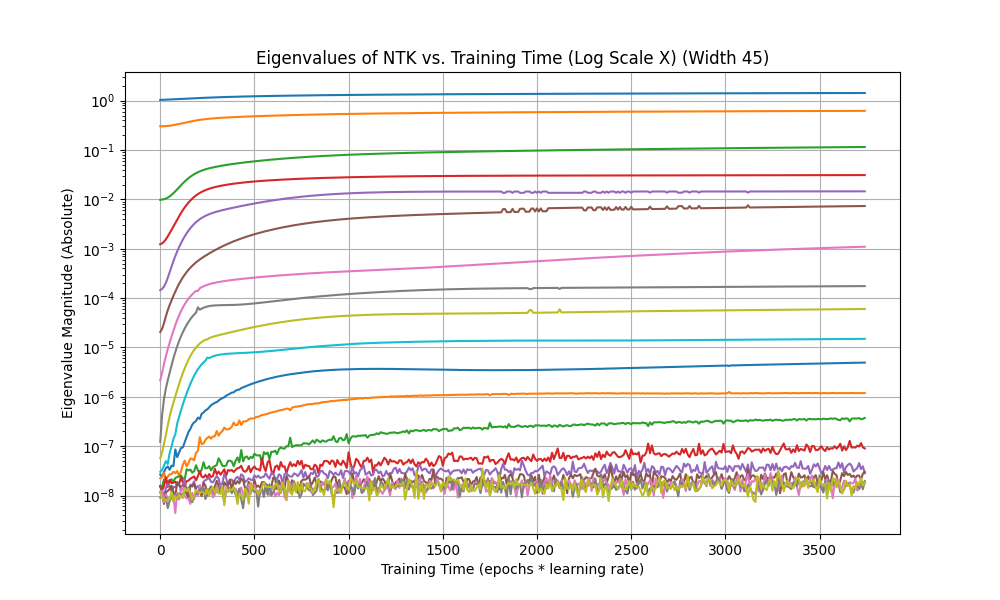 Eigenvalues of NTK vs. Training Time (Log Scale X) (Width 45)
Eigenvalue Magnitude (Absolute)
10⁰
10⁻¹
10⁻²
10⁻³
10⁻⁴
10⁻⁵
10⁻⁶
10⁻⁷
10⁻⁸
0 500 1000 1500 2000 2500 3000 3500
Training Time (epochs * learning rate)